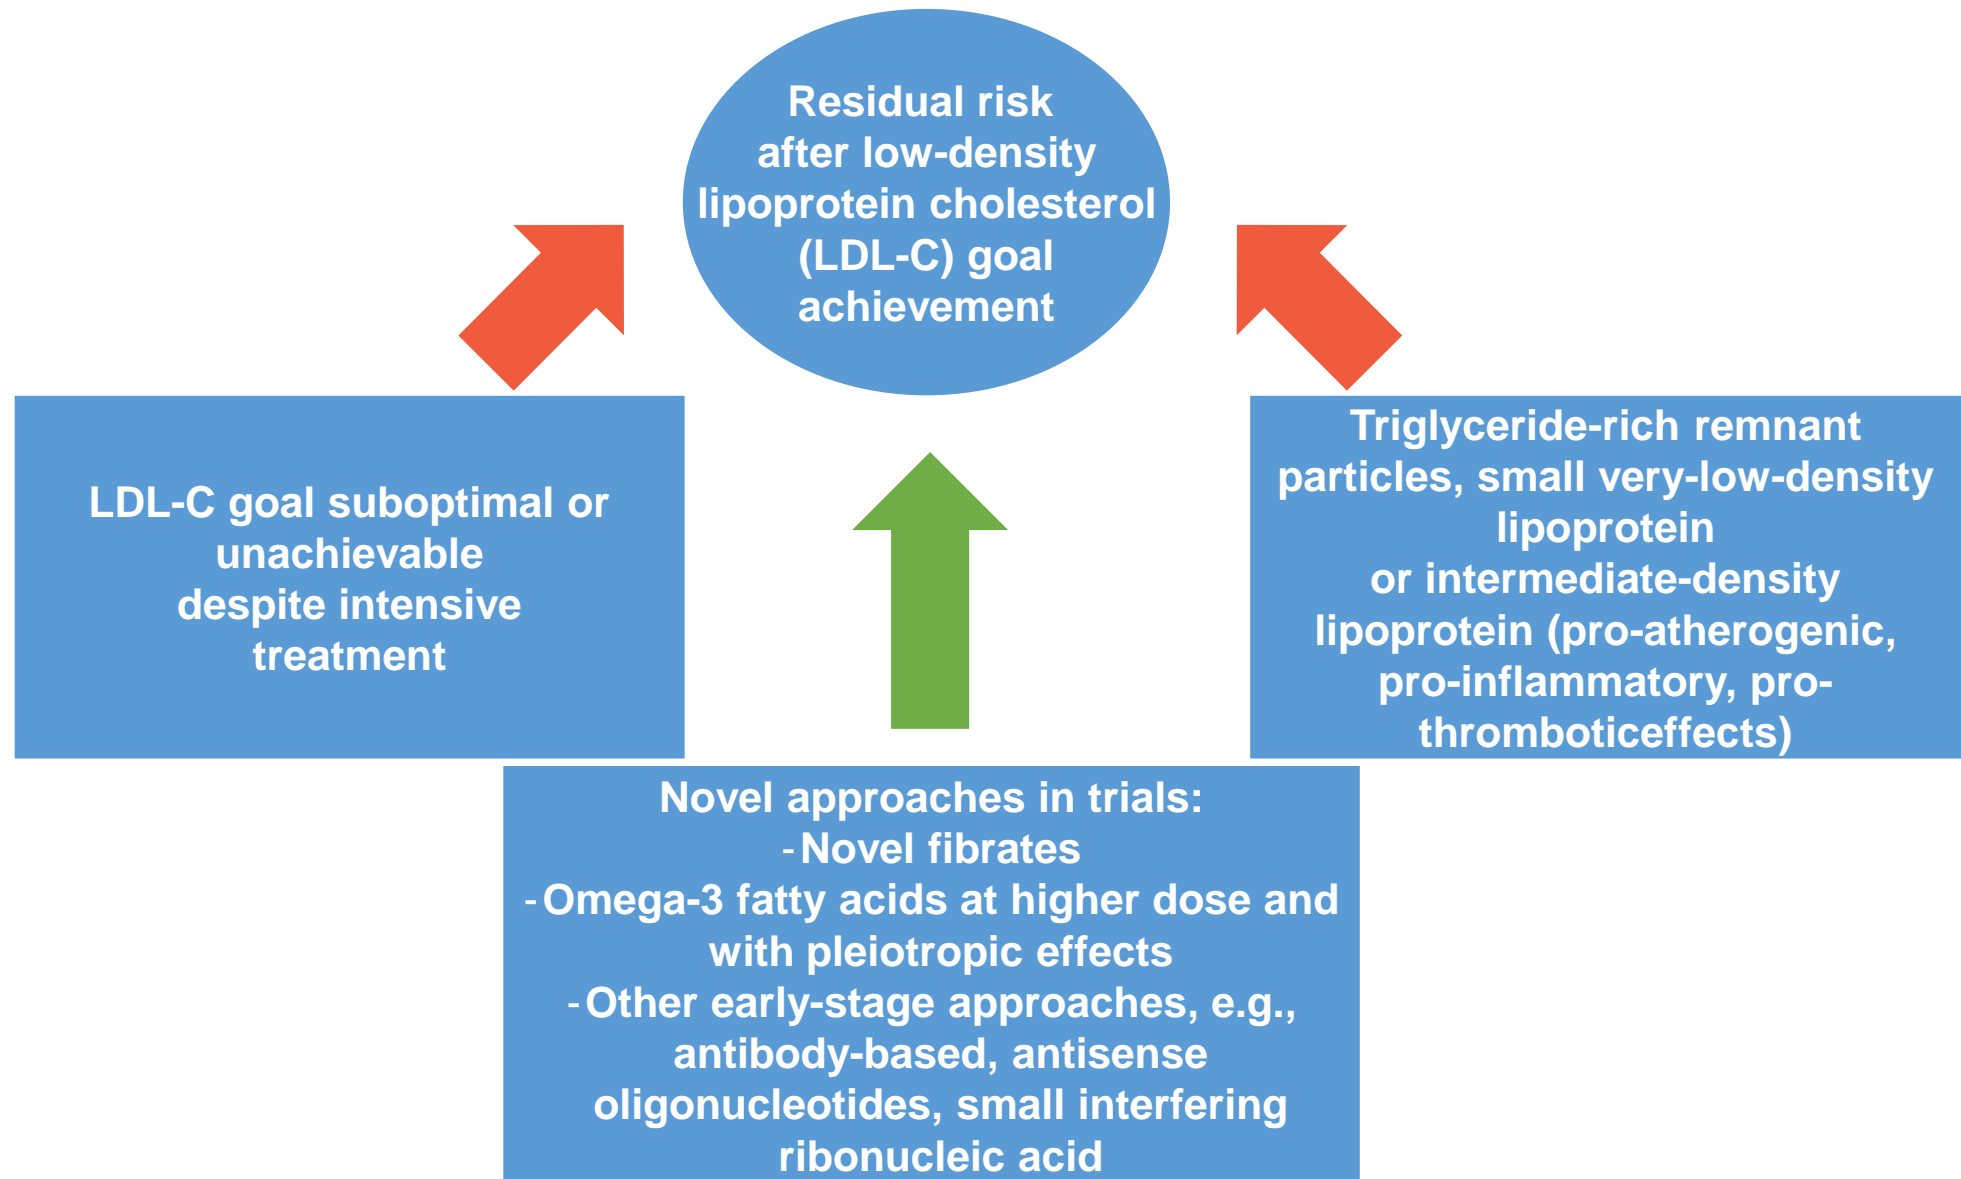 Residual risk
after low-density
lipoprotein cholesterol
(LDL-C) goal
achievement
LDL-C goal suboptimal or
unachievable
despite intensive
treatment
Triglyceride-rich remnant
particles, small very-low-density
lipoprotein
or intermediate-density
lipoprotein (pro-atherogenic,
pro-inflammatory, pro-
thromboticeffects)
Novel approaches in trials:
-Novel fibrates
-Omega-3 fatty acids at higher dose and
with pleiotropic effects
-Other early-stage approaches, e.g.,
antibody-based, antisense
oligonucleotides, small interfering
ribonucleic acid